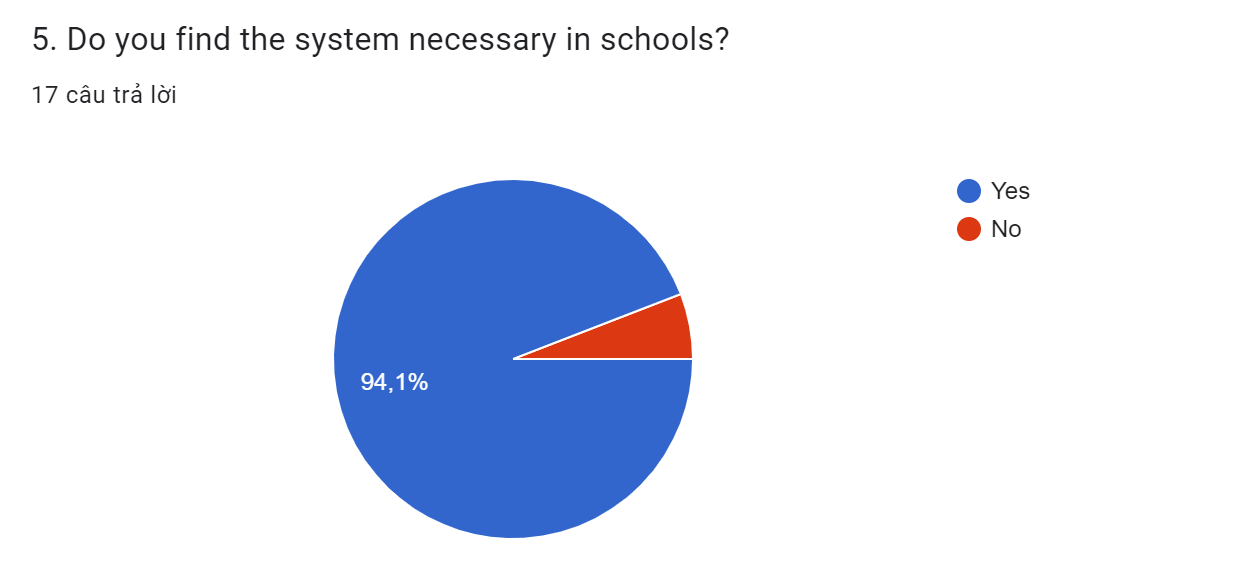 5. Do you find the system necessary in schools?
17 câu trả lời
Yes
No
94,1%